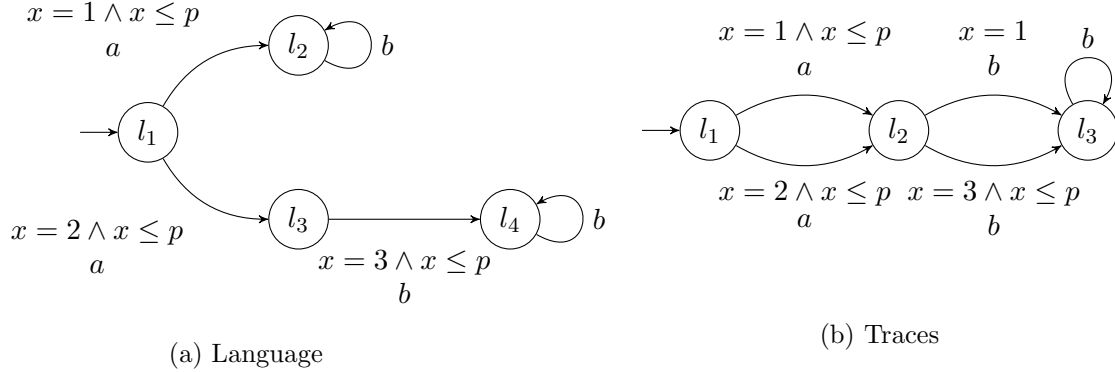 x = 1 ∧ x ≤ p
a
l₂
b
l₁
x = 2 ∧ x ≤ p
a
l₃
x = 3 ∧ x ≤ p
b
l₄
b
(a) Language
x = 1 ∧ x ≤ p
a
x = 1
b
b
l₁
l₂
l₃
x = 2 ∧ x ≤ p
a
x = 3 ∧ x ≤ p
b
(b) Traces